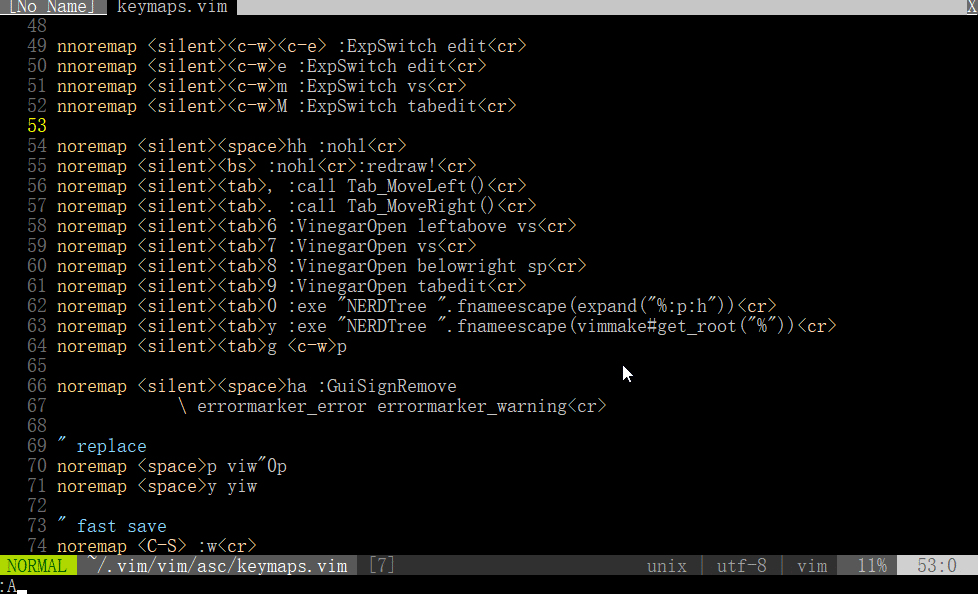 [No Name] keymaps.vim X
48
49 nnoremap <silent><c-w><c-e> :ExpSwitch edit<cr>
50 nnoremap <silent><c-w>e :ExpSwitch edit<cr>
51 nnoremap <silent><c-w>m :ExpSwitch vs<cr>
52 nnoremap <silent><c-w>M :ExpSwitch tabedit<cr>
53
54 noremap <silent><space>hh :nohl<cr>
55 noremap <silent><bs> :nohl<cr>:redraw!<cr>
56 noremap <silent><tab>, :call Tab_MoveLeft()<cr>
57 noremap <silent><tab>. :call Tab_MoveRight()<cr>
58 noremap <silent><tab>6 :VinegarOpen leftabove vs<cr>
59 noremap <silent><tab>7 :VinegarOpen vs<cr>
60 noremap <silent><tab>8 :VinegarOpen belowright sp<cr>
61 noremap <silent><tab>9 :VinegarOpen tabedit<cr>
62 noremap <silent><tab>0 :exe "NERDTree ".fnameescape(expand("%:p:h"))<cr>
63 noremap <silent><tab>y :exe "NERDTree ".fnameescape(vimmake#get_root("%"))<cr>
64 noremap <silent><tab>g <c-w>p
65
66 noremap <silent><space>ha :GuiSignRemove
67 \ errormarker_error errormarker_warning<cr>
68
69 " replace
70 noremap <space>p viw"0p
71 noremap <space>y yiw
72
73 " fast save
74 noremap <C-S> :w<cr>
NORMAL ~/.vim/vim/asc/keymaps.vim [7] unix | utf-8 | vim 11% 53:0
:A